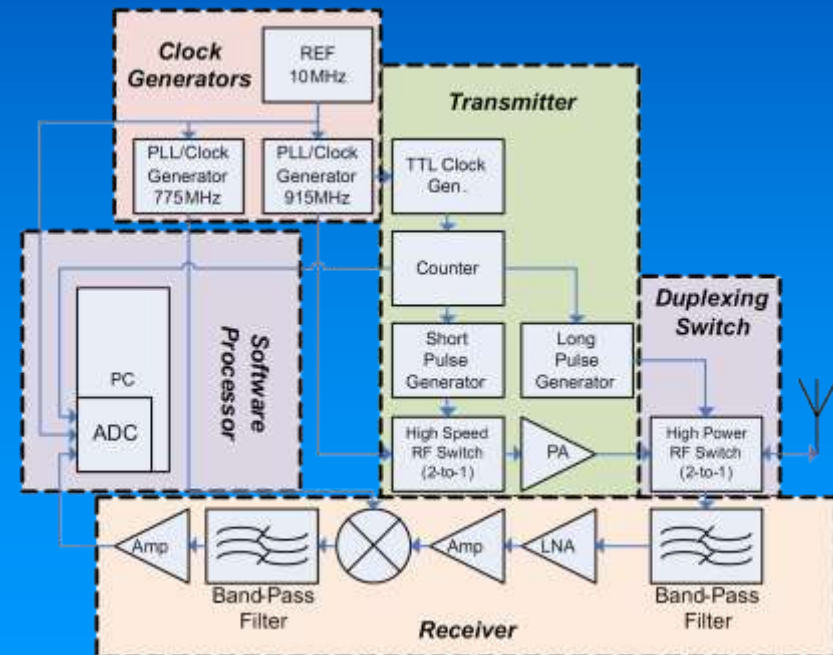 Clock
Generators
REF
10MHz
PLL/Clock
Generator
775MHz
PLL/Clock
Generator
915MHz
Transmitter
TTL Clock
Gen.
Counter
Short
Pulse
Generator
Long
Pulse
Generator
High Speed
RF Switch
(2-to-1)
PA
Duplexing
Switch
High Power
RF Switch
(2-to-1)
PC
ADC
Software
Processor
Amp
Band-Pass
Filter
Amp
LNA
Band-Pass
Filter
Receiver